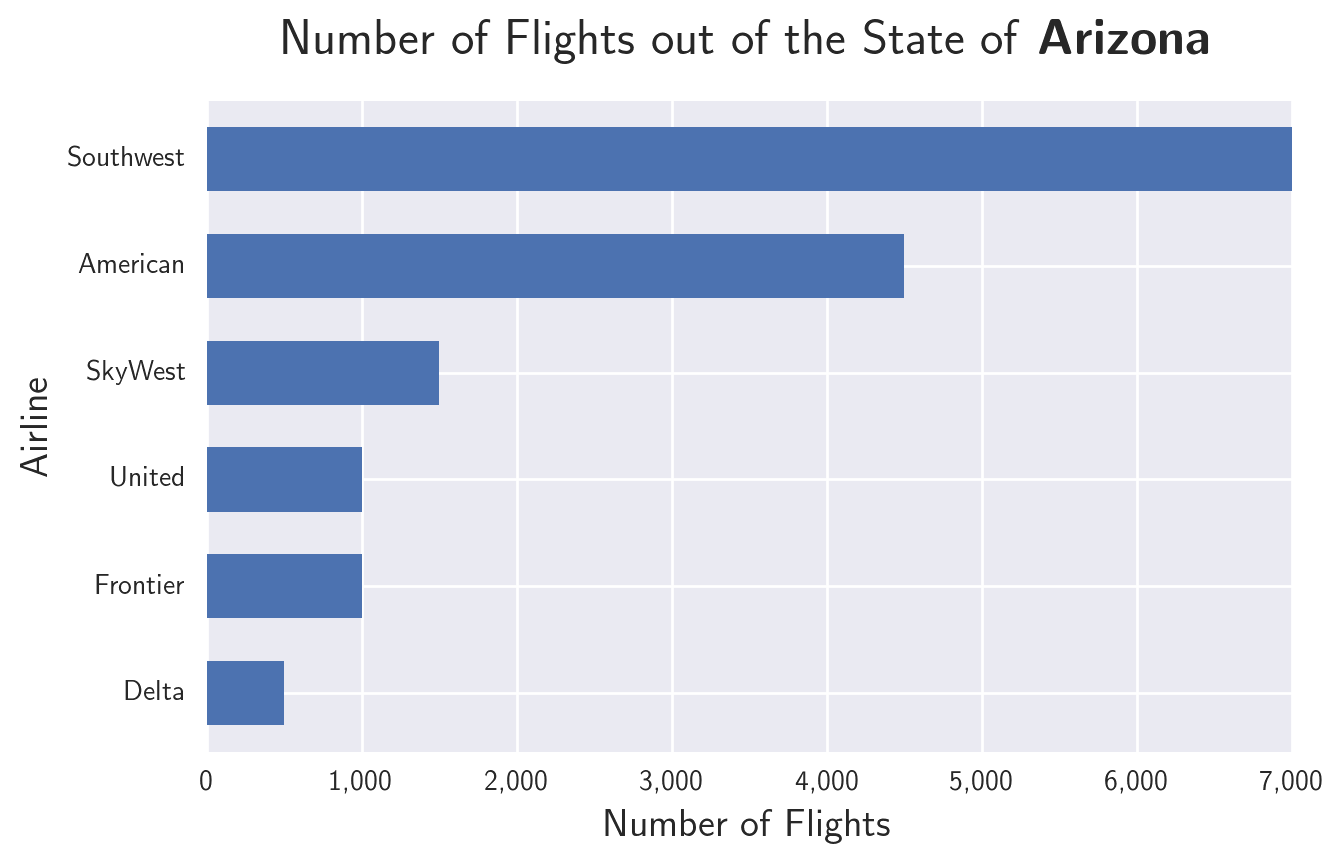 Number of Flights out of the State of Arizona
Southwest
American
SkyWest
United
Frontier
Delta
Airline
0 1,000 2,000 3,000 4,000 5,000 6,000 7,000
Number of Flights